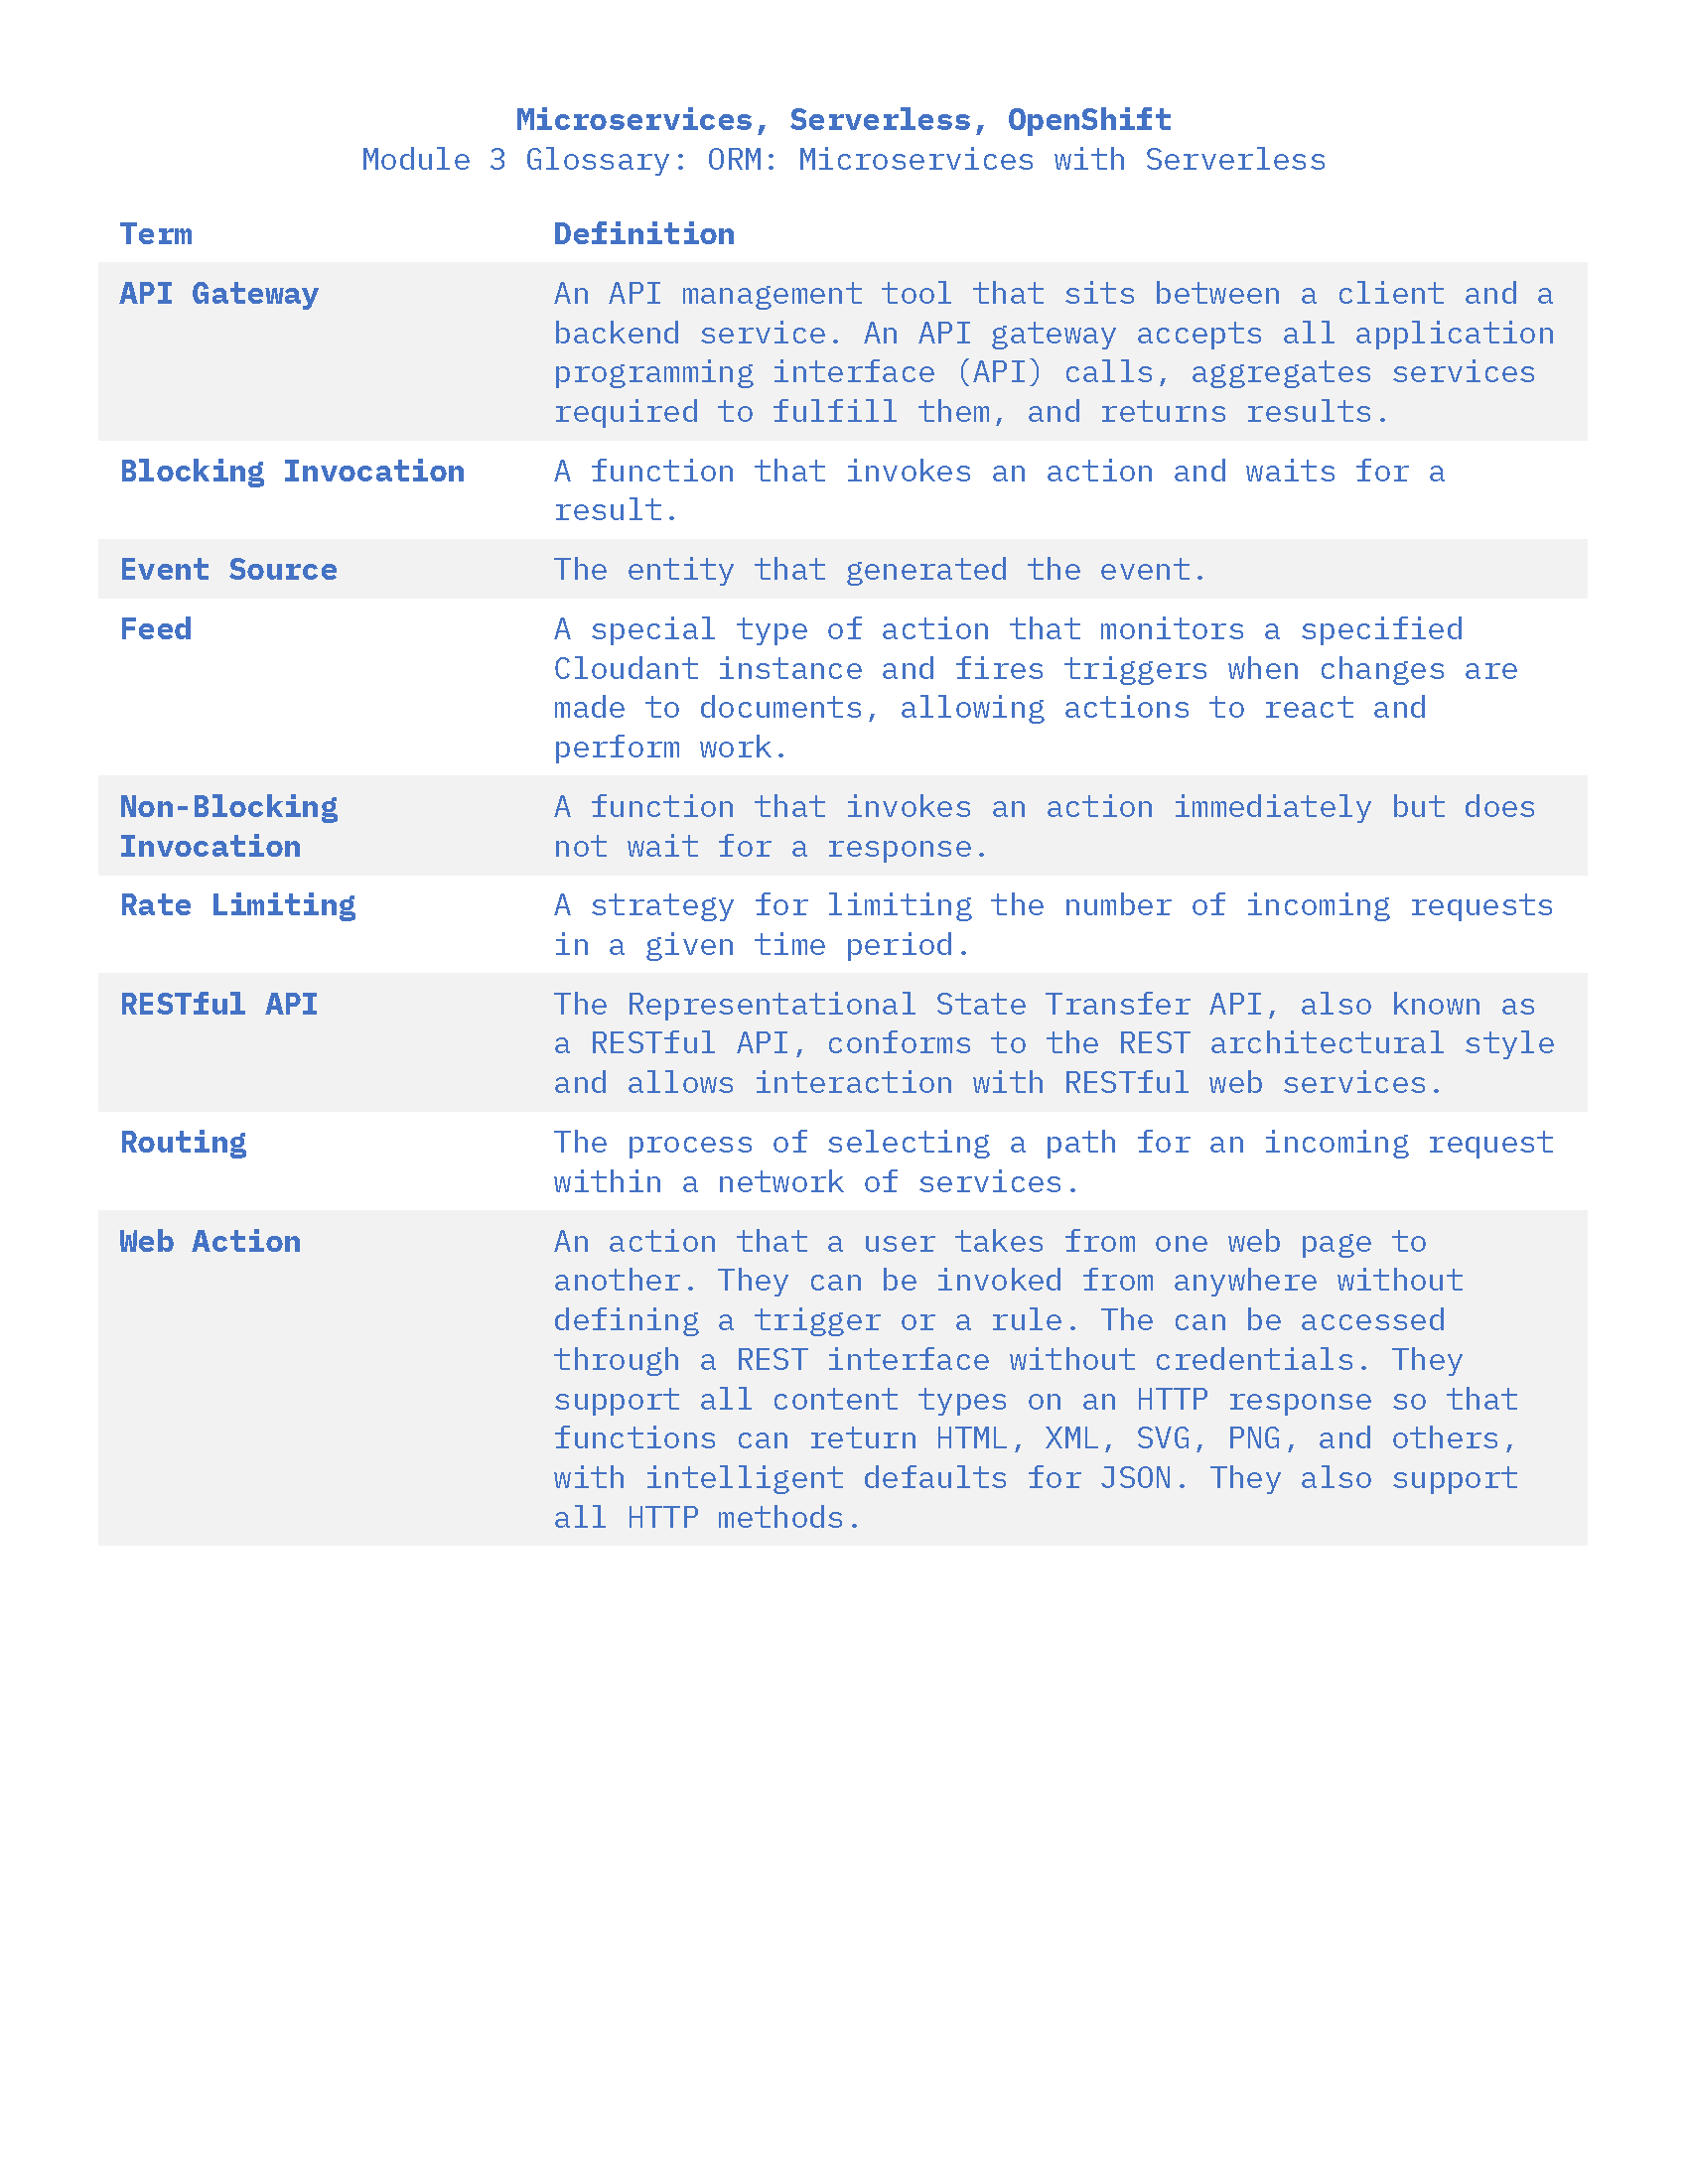 Microservices, Serverless, OpenShift
Module 3 Glossary: ORM: Microservices with Serverless
Term Definition
API Gateway An API management tool that sits between a client and a
backend service. An API gateway accepts all application
programming interface (API) calls, aggregates services
required to fulfill them, and returns results.
Blocking Invocation A function that invokes an action and waits for a
result.
Event Source The entity that generated the event.
Feed A special type of action that monitors a specified
Cloudant instance and fires triggers when changes are
made to documents, allowing actions to react and
perform work.
Non-Blocking A function that invokes an action immediately but does
Invocation not wait for a response.
Rate Limiting A strategy for limiting the number of incoming requests
in a given time period.
RESTful API The Representational State Transfer API, also known as
a RESTful API, conforms to the REST architectural style
and allows interaction with RESTful web services.
Routing The process of selecting a path for an incoming request
within a network of services.
Web Action An action that a user takes from one web page to
another. They can be invoked from anywhere without
defining a trigger or a rule. The can be accessed
through a REST interface without credentials. They
support all content types on an HTTP response so that
functions can return HTML, XML, SVG, PNG, and others,
with intelligent defaults for JSON. They also support
all HTTP methods.